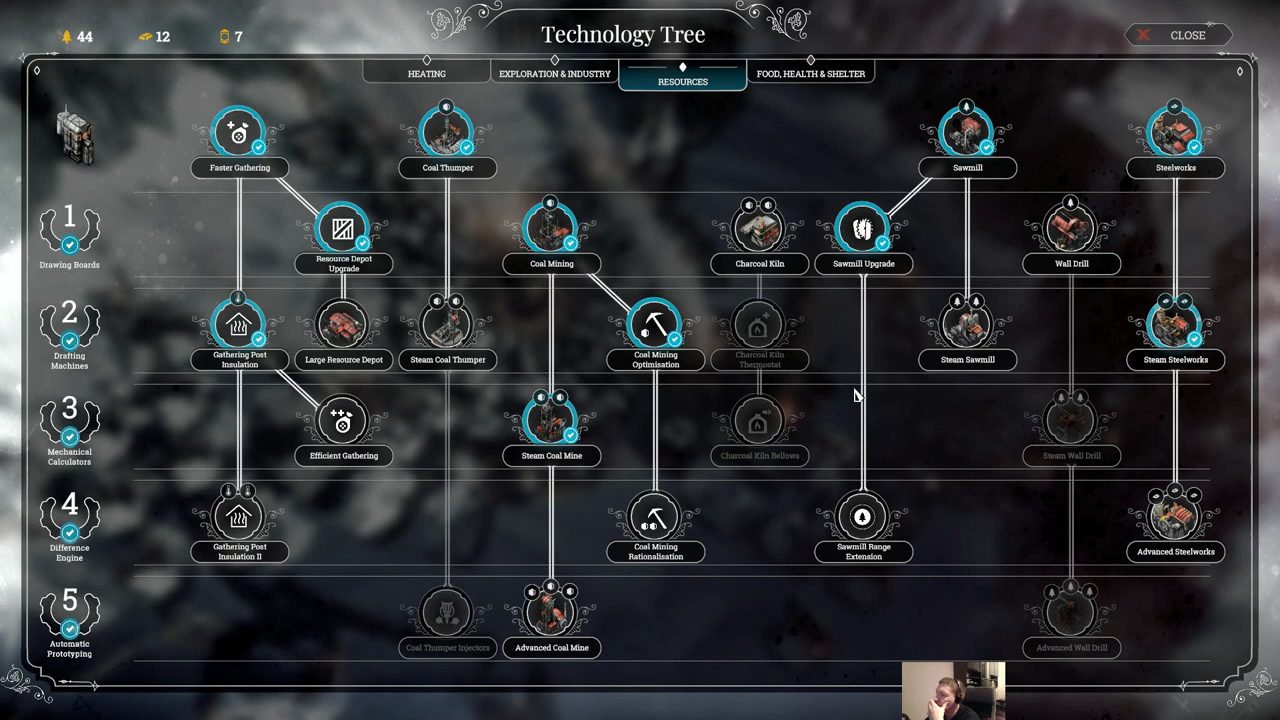 44 12 7
Technology Tree
CLOSE
HEATING
EXPLORATION & INDUSTRY
RESOURCES
FOOD, HEALTH & SHELTER
Faster Gathering
Coal Thumper
Sawmill
Steelworks
1
Drawing Boards
Resource Depot
Upgrade
Coal Mining
Charcoal Kiln
Sawmill Upgrade
Wall Drill
2
Drafting
Machines
Gathering Post
Insulation
Large Resource Depot
Steam Coal Thumper
Coal Mining
Optimisation
Charcoal Kiln
Thermostat
Steam Sawmill
Steam Steelworks
3
Mechanical
Calculators
Efficient Gathering
Steam Coal Mine
Charcoal Kiln Bellows
Steam Wall Drill
4
Difference
Engine
Gathering Post
Insulation II
Coal Mining
Rationalisation
Sawmill Range
Extension
Advanced Steelworks
5
Automatic
Prototyping
Coal Thumper Injectors
Advanced Coal Mine
Advanced Wall Drill